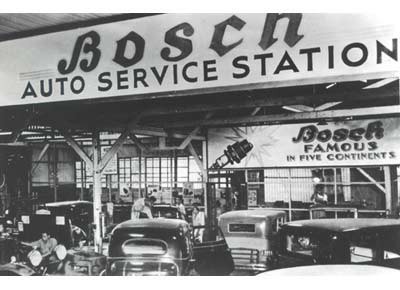 Bosch
AUTO SERVICE STATION
Bosch
FAMOUS
IN FIVE CONTINENTS